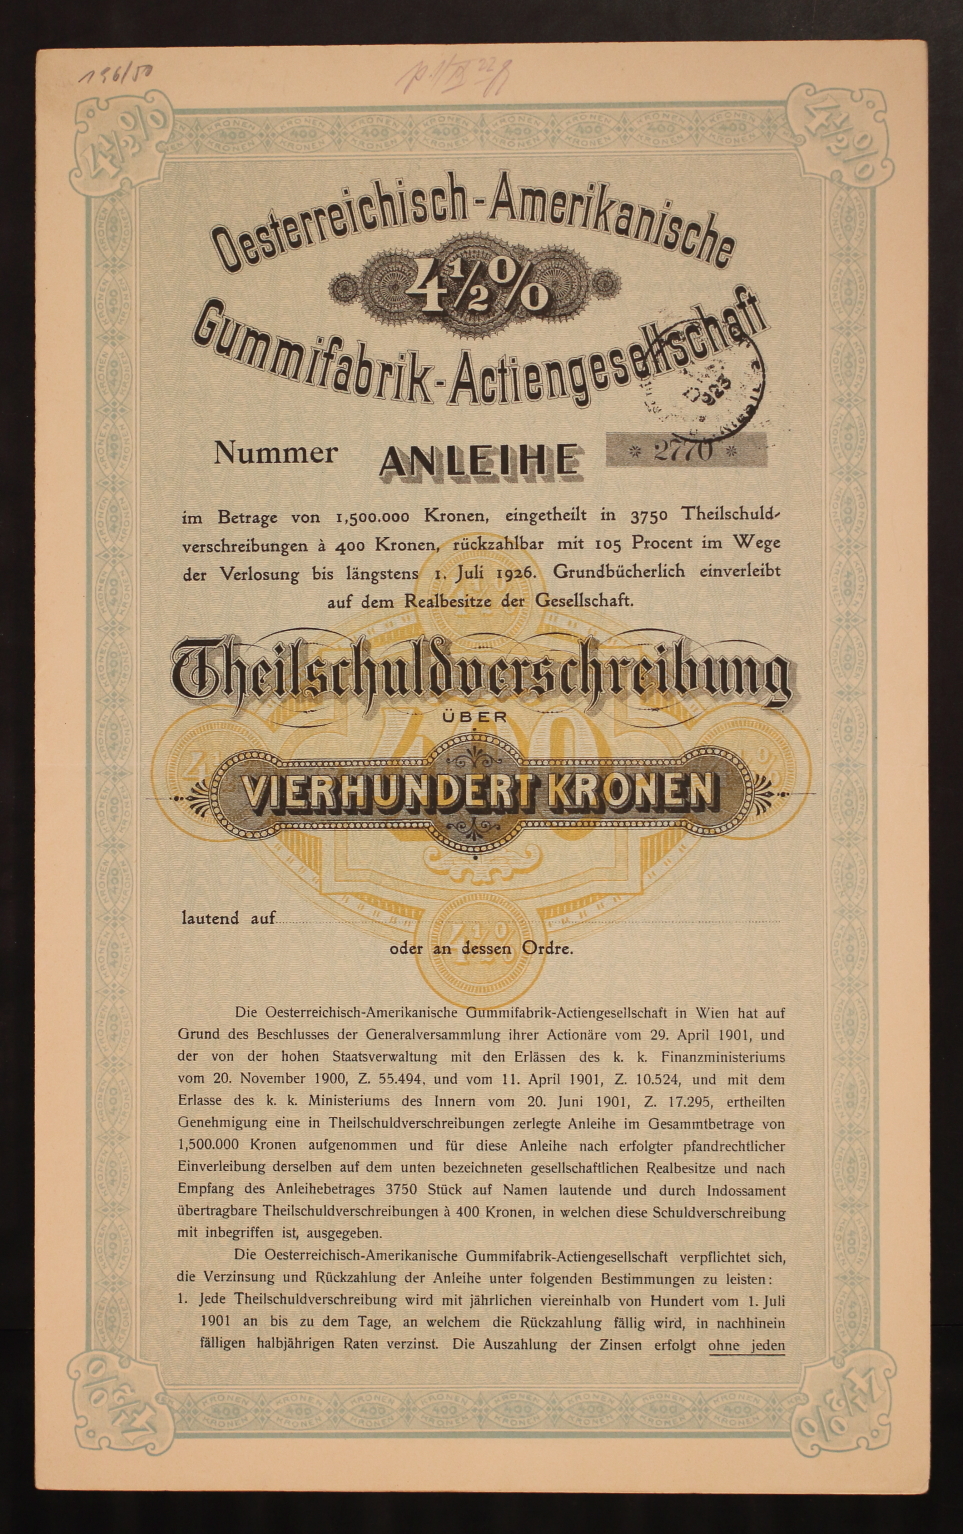 196/50
4½%
4½%
Oesterreichisch-Amerikanische
4½%
Gummifabrik-Actiengesellschaft
Nummer ANLEIHE * 2770 *
im Betrage von 1,500.000 Kronen, eingetheilt in 3750 Theilschuld-
verschreibungen à 400 Kronen, rückzahlbar mit 105 Procent im Wege
der Verlosung bis längstens 1. Juli 1926. Grundbücherlich einverleibt
auf dem Realbesitze der Gesellschaft.
Theilschuldverschreibung
ÜBER
400
VIERHUNDERT KRONEN
lautend auf
oder an dessen Ordre.
Die Oesterreichisch-Amerikanische Gummifabrik-Actiengesellschaft in Wien hat auf
Grund des Beschlusses der Generalversammlung ihrer Actionäre vom 29. April 1901, und
der von der hohen Staatsverwaltung mit den Erlässen des k. k. Finanzministeriums
vom 20. November 1900, Z. 55.494, und vom 11. April 1901, Z. 10.524, und mit dem
Erlasse des k. k. Ministeriums des Innern vom 20. Juni 1901, Z. 17.295, ertheilten
Genehmigung eine in Theilschuldverschreibungen zerlegte Anleihe im Gesammtbetrage von
1,500.000 Kronen aufgenommen und für diese Anleihe nach erfolgter pfandrechtlicher
Einverleibung derselben auf dem unten bezeichneten gesellschaftlichen Realbesitze und nach
Empfang des Anleihebetrages 3750 Stück auf Namen lautende und durch Indossament
übertragbare Theilschuldverschreibungen à 400 Kronen, in welchen diese Schuldverschreibung
mit inbegriffen ist, ausgegeben.
Die Oesterreichisch-Amerikanische Gummifabrik-Actiengesellschaft verpflichtet sich,
die Verzinsung und Rückzahlung der Anleihe unter folgenden Bestimmungen zu leisten:
1. Jede Theilschuldverschreibung wird mit jährlichen viereinhalb von Hundert vom 1. Juli
1901 an bis zu dem Tage, an welchem die Rückzahlung fällig wird, in nachhinein
fälligen halbjährigen Raten verzinst. Die Auszahlung der Zinsen erfolgt ohne jeden
4½%
4½%